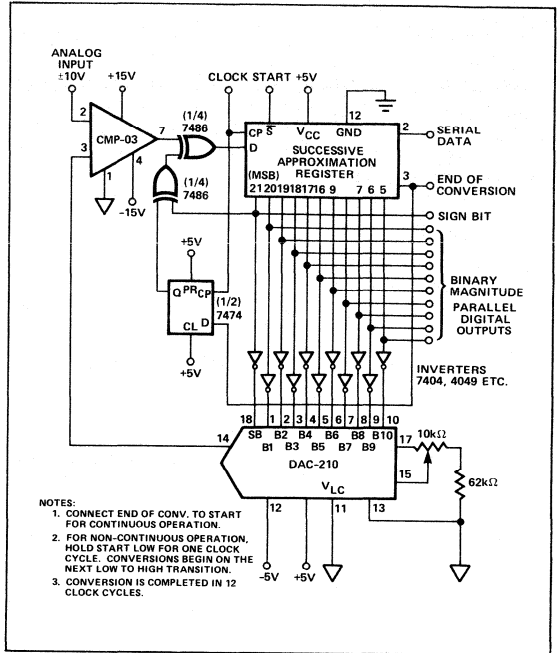 ANALOG
INPUT
±10V
+15V
CLOCK START +5V
(1/4)
7486
2
7
CMP-03
3
4
1
-15V
(1/4)
7486
12
CP S̅ VCC GND
D
SUCCESSIVE
APPROXIMATION
REGISTER
(MSB)
21 20 19 18 17 16 9 7 6 5
2
SERIAL
DATA
3
END OF
CONVERSION
SIGN BIT
BINARY
MAGNITUDE
PARALLEL
DIGITAL
OUTPUTS
+5V
Q PR CP
(1/2)
7474
D
CL
+5V
INVERTERS
7404, 4049 ETC.
18 1 2 3 4 5 6 7 8 9 10
SB B2 B4 B6 B8 B10
B1 B3 B5 B7 B9
14
DAC-210
VLC
17
10kΩ
15
62kΩ
12
11
13
-5V
+5V
NOTES:
1. CONNECT END OF CONV. TO START
FOR CONTINUOUS OPERATION.
2. FOR NON-CONTINUOUS OPERATION,
HOLD START LOW FOR ONE CLOCK
CYCLE. CONVERSIONS BEGIN ON THE
NEXT LOW TO HIGH TRANSITION.
3. CONVERSION IS COMPLETED IN 12
CLOCK CYCLES.